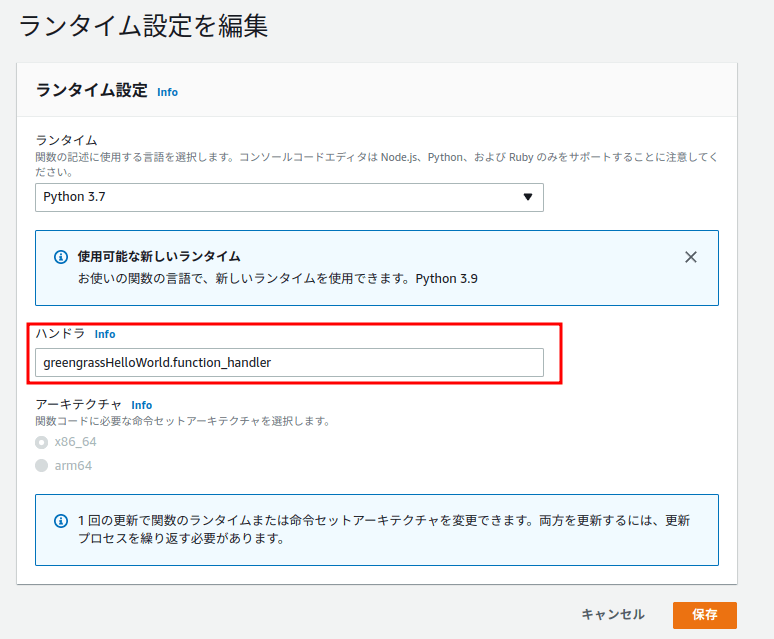 ランタイム設定を編集
ランタイム設定 Info
ランタイム
関数の記述に使用する言語を選択します。コンソールコードエディタは Node.js、Python、および Ruby のみをサポートすることに注意してく
ださい。
Python 3.7
使用可能な新しいランタイム
お使いの関数の言語で、新しいランタイムを使用できます。Python 3.9
ハンドラ Info
greengrassHelloWorld.function_handler
アーキテクチャ Info
関数コードに必要な命令セットアーキテクチャを選択します。
x86_64
arm64
1 回の更新で関数のランタイムまたは命令セットアーキテクチャを変更できます。両方を更新するには、更新
プロセスを繰り返す必要があります。
キャンセル 保存